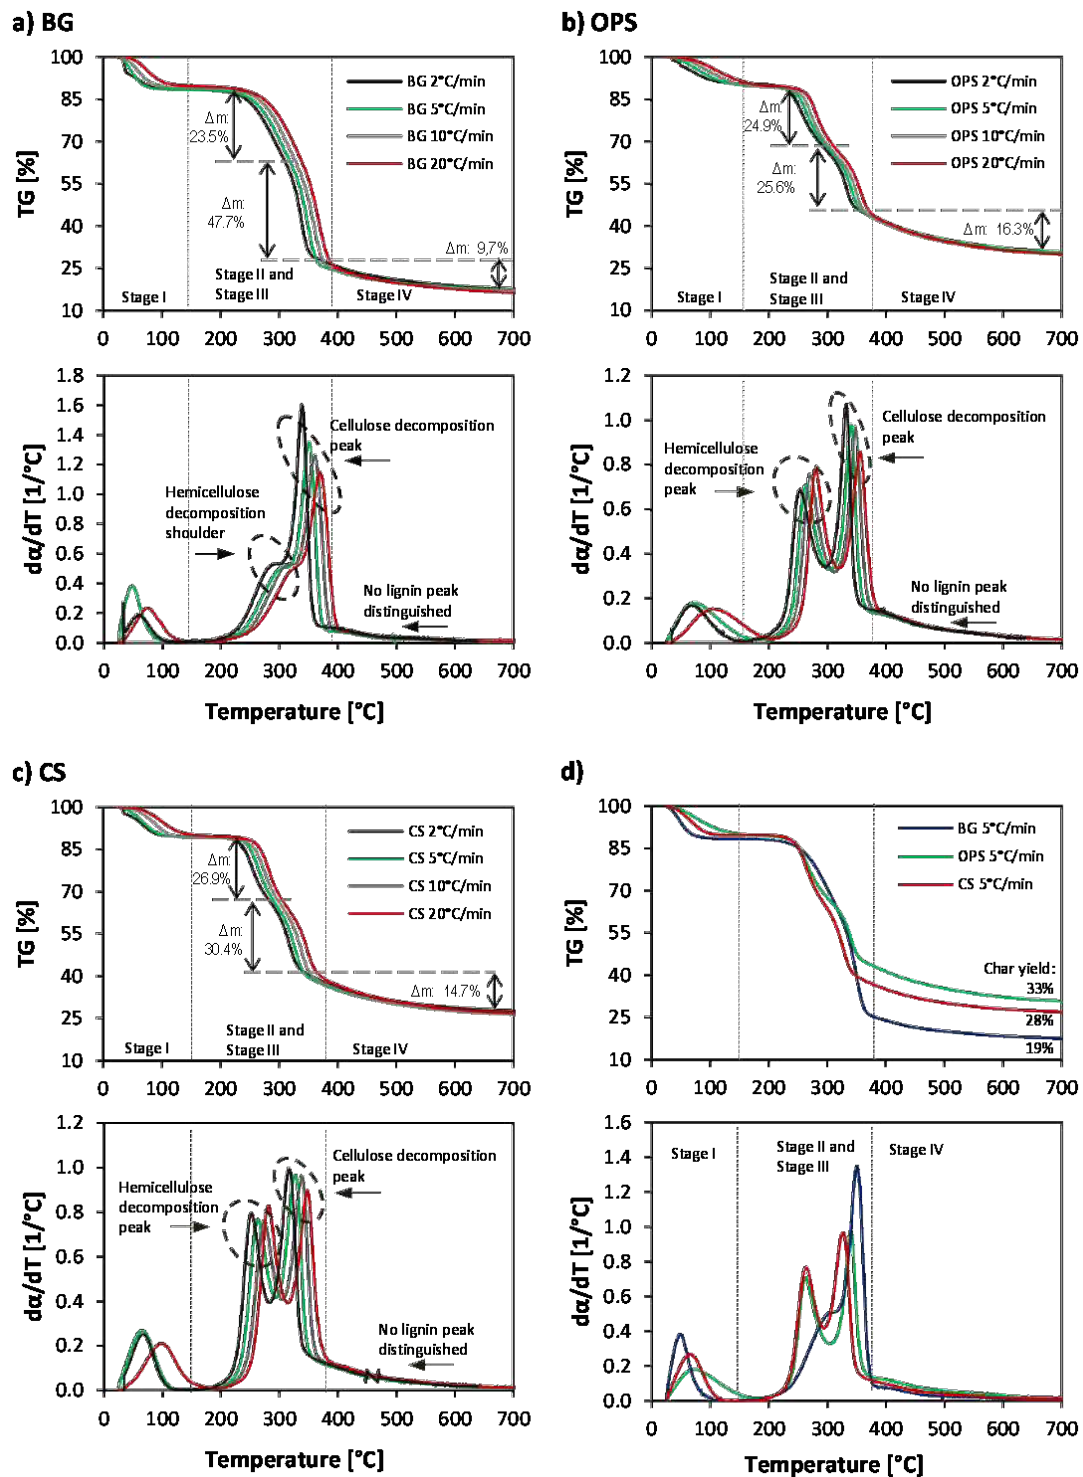 a) BG
100
85
70
55
40
25
10
TG [%]
BG 2°C/min
BG 5°C/min
BG 10°C/min
BG 20°C/min
Δm:
23.5%
Δm:
47.7%
Δm: 9,7%
Stage I
Stage II and
Stage III
Stage IV
0 100 200 300 400 500 600 700
1.8
1.6
1.4
1.2
1.0
0.8
0.6
0.4
0.2
0.0
dα/dT [1/°C]
Cellulose decomposition
peak
Hemicellulose
decomposition
shoulder
No lignin peak
distinguished
0 100 200 300 400 500 600 700
Temperature [°C]
b) OPS
100
85
70
55
40
25
10
TG [%]
OPS 2°C/min
OPS 5°C/min
OPS 10°C/min
OPS 20°C/min
Δm:
24.9%
Δm:
25.6%
Δm: 16.3%
Stage I
Stage II and
Stage III
Stage IV
0 100 200 300 400 500 600 700
1.2
1.0
0.8
0.6
0.4
0.2
0.0
dα/dT [1/°C]
Cellulose decomposition
peak
Hemicellulose
decomposition
peak
No lignin peak
distinguished
0 100 200 300 400 500 600 700
Temperature [°C]
c) CS
100
85
70
55
40
25
10
TG [%]
CS 2°C/min
CS 5°C/min
CS 10°C/min
CS 20°C/min
Δm:
26.9%
Δm:
30.4%
Δm: 14.7%
Stage I
Stage II and
Stage III
Stage IV
0 100 200 300 400 500 600 700
1.2
1.0
0.8
0.6
0.4
0.2
0.0
dα/dT [1/°C]
Cellulose decomposition
peak
Hemicellulose
decomposition
peak
No lignin peak
distinguished
0 100 200 300 400 500 600 700
Temperature [°C]
d)
100
85
70
55
40
25
10
TG [%]
BG 5°C/min
OPS 5°C/min
CS 5°C/min
Char yield:
33%
28%
19%
0 100 200 300 400 500 600 700
1.6
1.4
1.2
1.0
0.8
0.6
0.4
0.2
0.0
dα/dT [1/°C]
Stage I
Stage II and
Stage III
Stage IV
0 100 200 300 400 500 600 700
Temperature [°C]